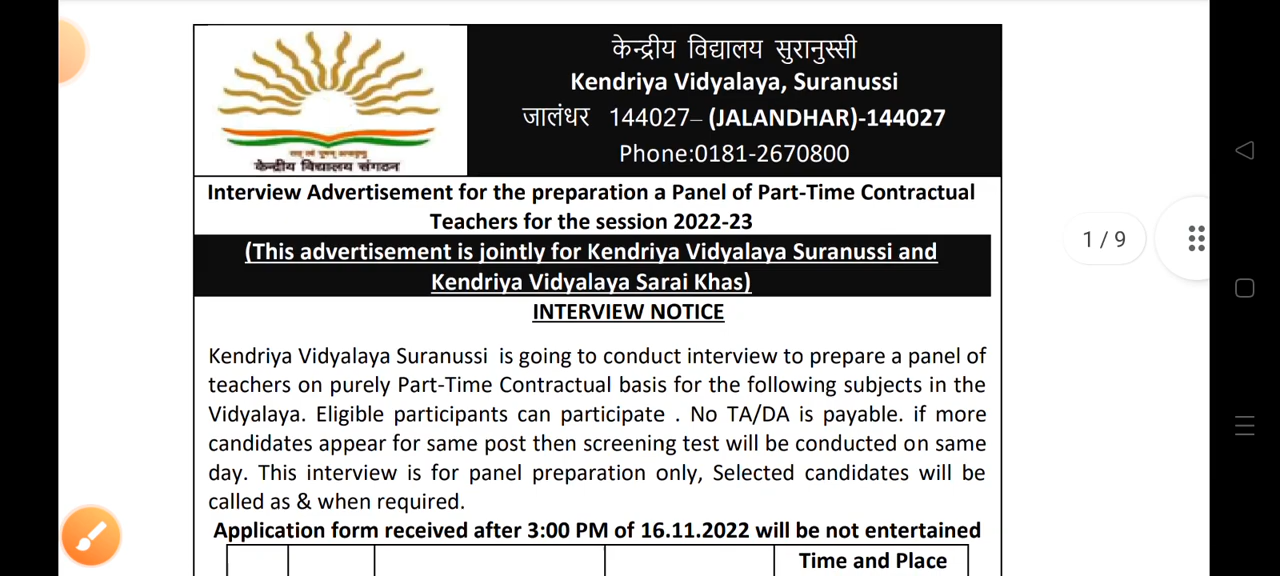 केन्द्रीय विद्यालय सुरानुस्सी
Kendriya Vidyalaya, Suranussi
जालंधर 144027– (JALANDHAR)-144027
Phone:0181-2670800
केन्द्रीय विद्यालय संगठन
Interview Advertisement for the preparation a Panel of Part-Time Contractual
Teachers for the session 2022-23
(This advertisement is jointly for Kendriya Vidyalaya Suranussi and
Kendriya Vidyalaya Sarai Khas)
INTERVIEW NOTICE
Kendriya Vidyalaya Suranussi is going to conduct interview to prepare a panel of
teachers on purely Part-Time Contractual basis for the following subjects in the
Vidyalaya. Eligible participants can participate . No TA/DA is payable. if more
candidates appear for same post then screening test will be conducted on same
day. This interview is for panel preparation only, Selected candidates will be
called as & when required.
Application form received after 3:00 PM of 16.11.2022 will be not entertained
Time and Place
1 / 9